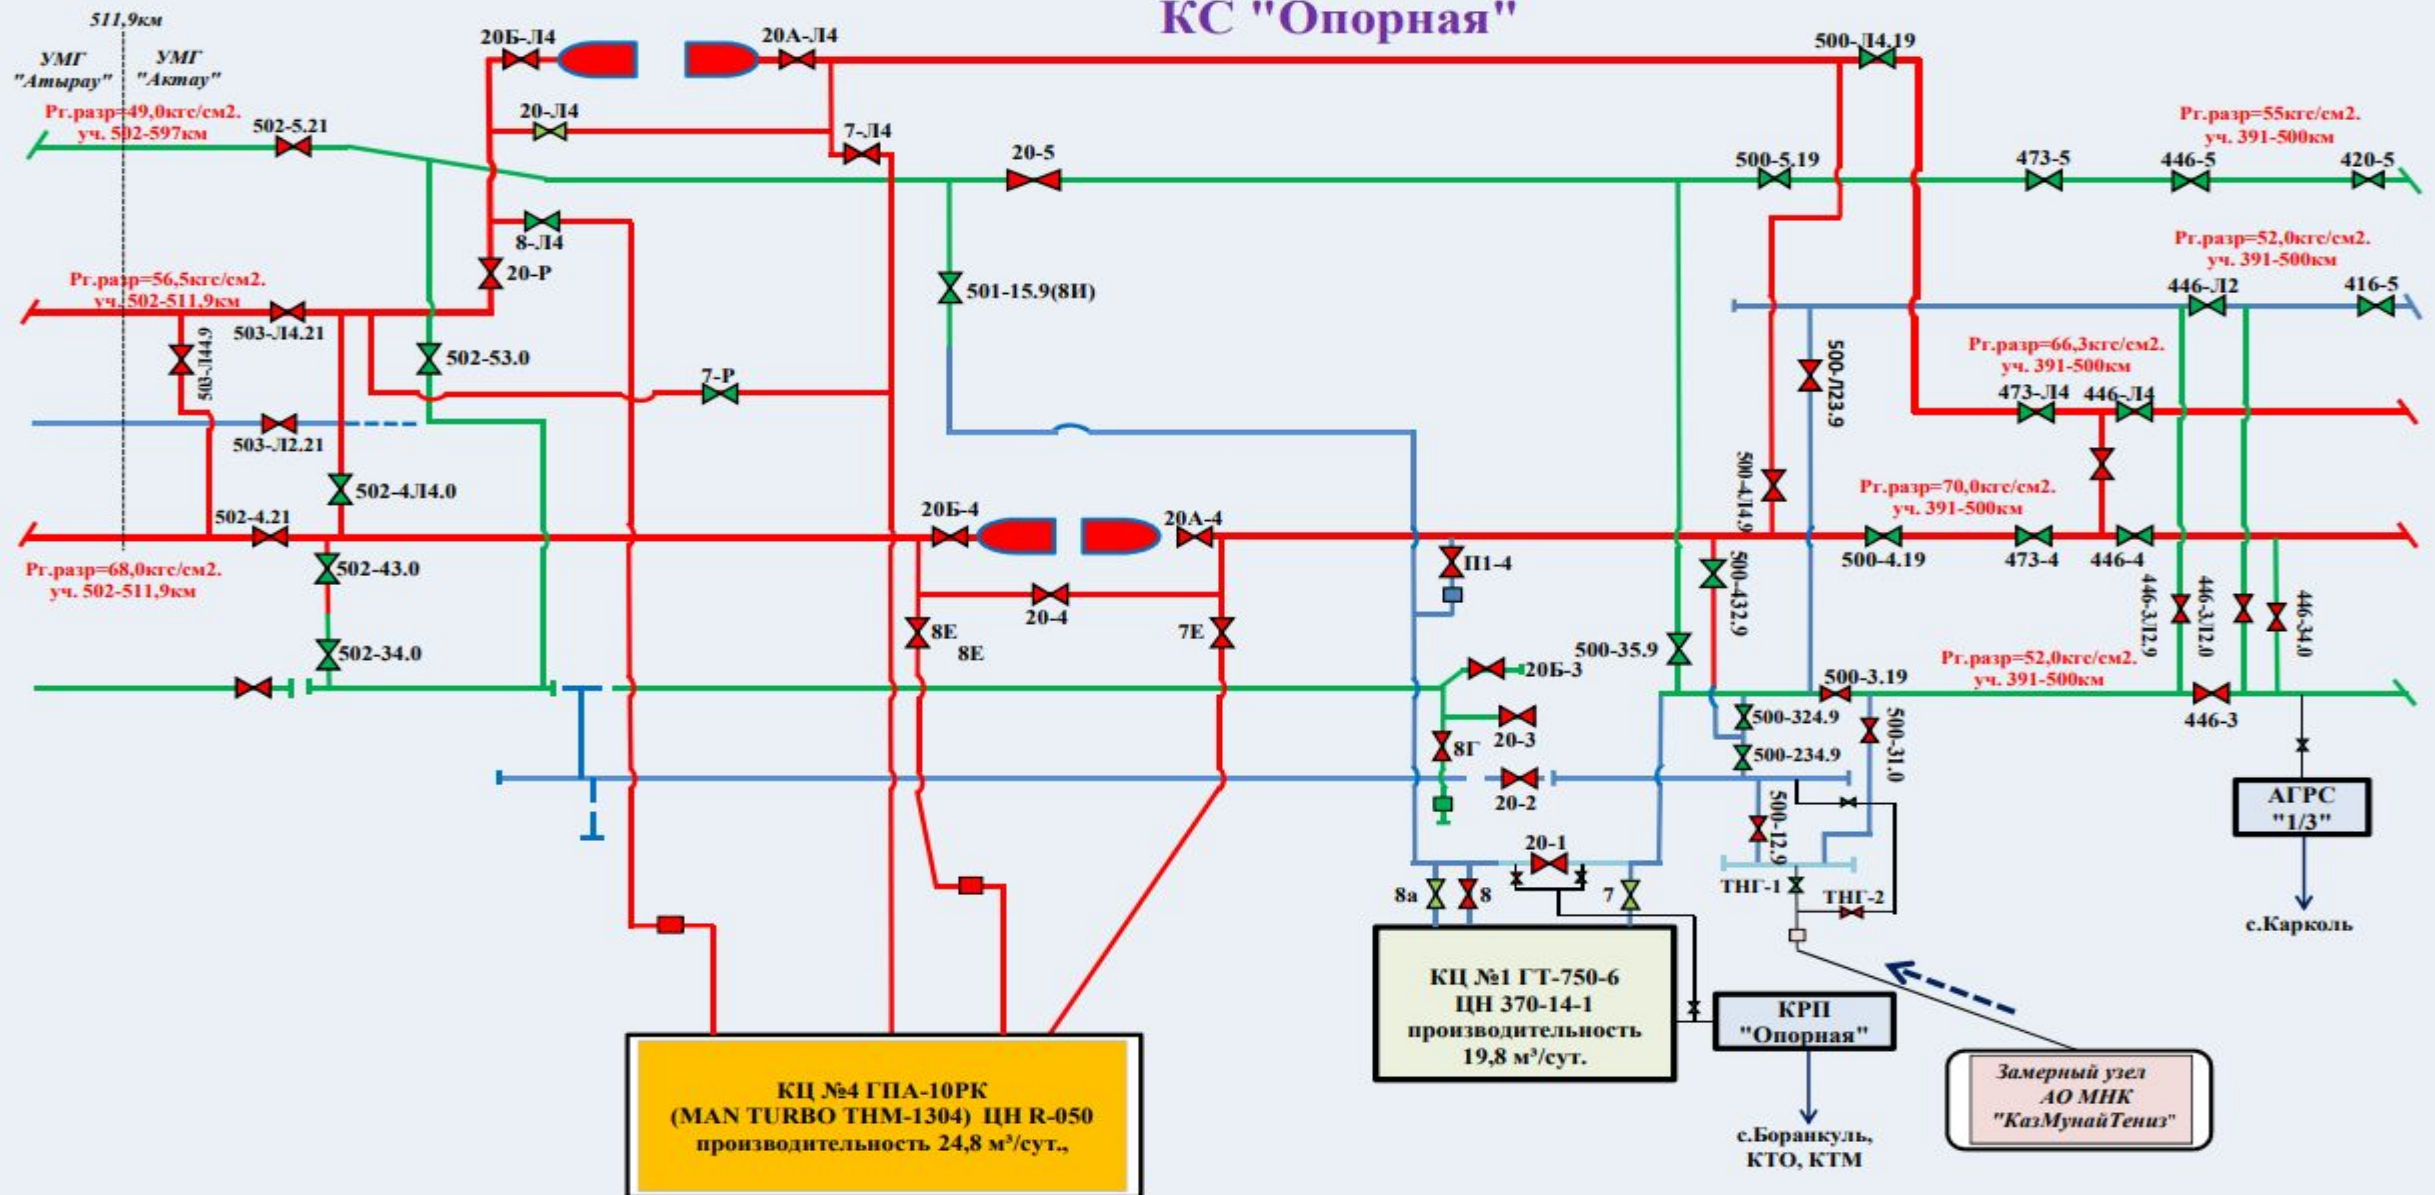 КС "Опорная"
511,9км
УМГ
"Атырау"
УМГ
"Актау"
Рг.разр=49,0кгс/см2.
уч. 502-597км
502-5.21
20Б-Л4
20А-Л4
20-Л4
7-Л4
20-5
500-Л4.19
500-5.19
473-5
446-5
420-5
Рг.разр=55кгс/см2.
уч. 391-500км
8-Л4
20-Р
501-15.9(8И)
Рг.разр=52,0кгс/см2.
уч. 391-500км
446-Л2
416-5
Рг.разр=56,5кгс/см2.
уч. 502-511,9км
503-Л4.21
503-Л44.9
502-53.0
7-Р
500-Л23.9
Рг.разр=66,3кгс/см2.
уч. 391-500км
473-Л4
446-Л4
503-Л2.21
502-4Л4.0
500-4Л4.9
Рг.разр=70,0кгс/см2.
уч. 391-500км
502-4.21
20Б-4
20А-4
500-4.19
473-4
446-4
Рг.разр=68,0кгс/см2.
уч. 502-511,9км
502-43.0
П1-4
500-432.9
446-3Л2.9
446-3Л2.0
446-34.0
20-4
8Е
8Е
7Е
502-34.0
500-35.9
20Б-3
500-3.19
Рг.разр=52,0кгс/см2.
уч. 391-500км
446-3
20-3
8Г
500-324.9
500-234.9
500-31.0
20-2
500-12.9
АГРС
"1/3"
20-1
8а
8
7
ТНГ-1
ТНГ-2
с.Карколь
КЦ №1 ГТ-750-6
ЦН 370-14-1
производительность
19,8 м³/сут.
КРП
"Опорная"
КЦ №4 ГПА-10РК
(MAN TURBO THM-1304) ЦН R-050
производительность 24,8 м³/сут.,
Замерный узел
АО МНК
"КазМунайТениз"
с.Боранкуль,
КТО, КТМ